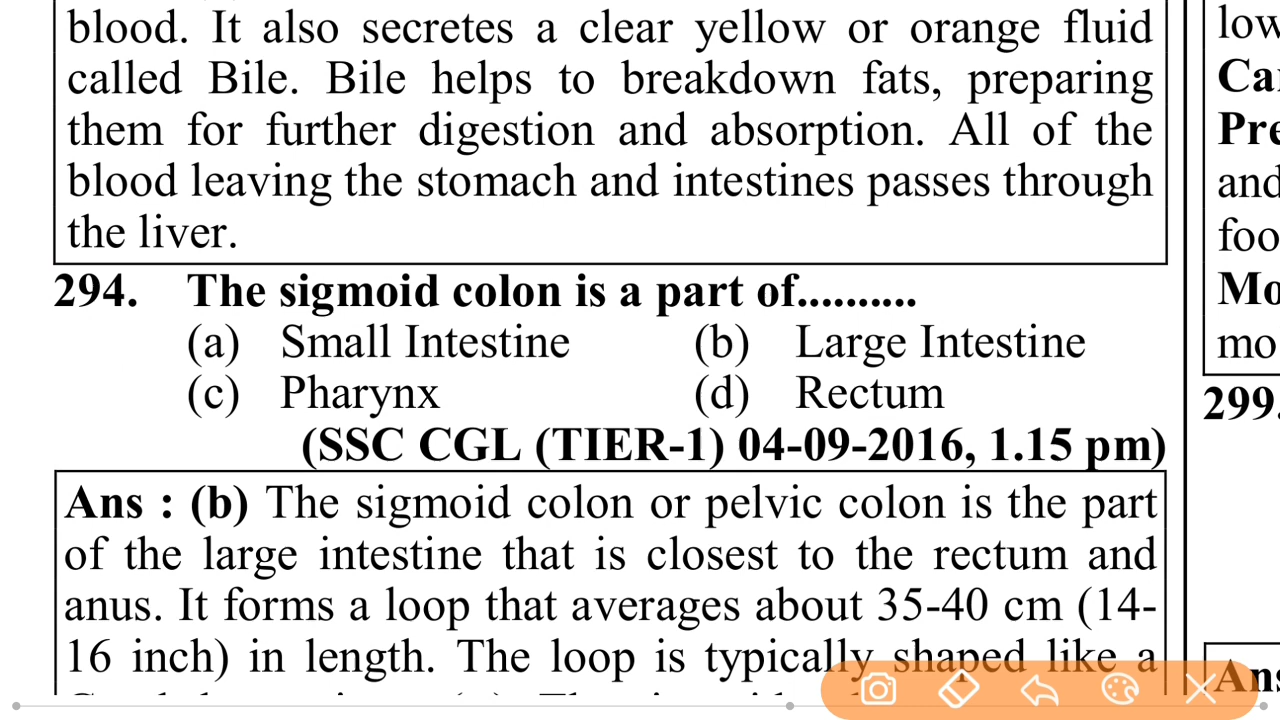 blood. It also secretes a clear yellow or orange fluid
called Bile. Bile helps to breakdown fats, preparing
them for further digestion and absorption. All of the
blood leaving the stomach and intestines passes through
the liver.
294. The sigmoid colon is a part of..........
(a) Small Intestine (b) Large Intestine
(c) Pharynx (d) Rectum
(SSC CGL (TIER-1) 04-09-2016, 1.15 pm)
Ans : (b) The sigmoid colon or pelvic colon is the part
of the large intestine that is closest to the rectum and
anus. It forms a loop that averages about 35-40 cm (14-
16 inch) in length. The loop is typically shaped like a
low
and
foo
mo
299.